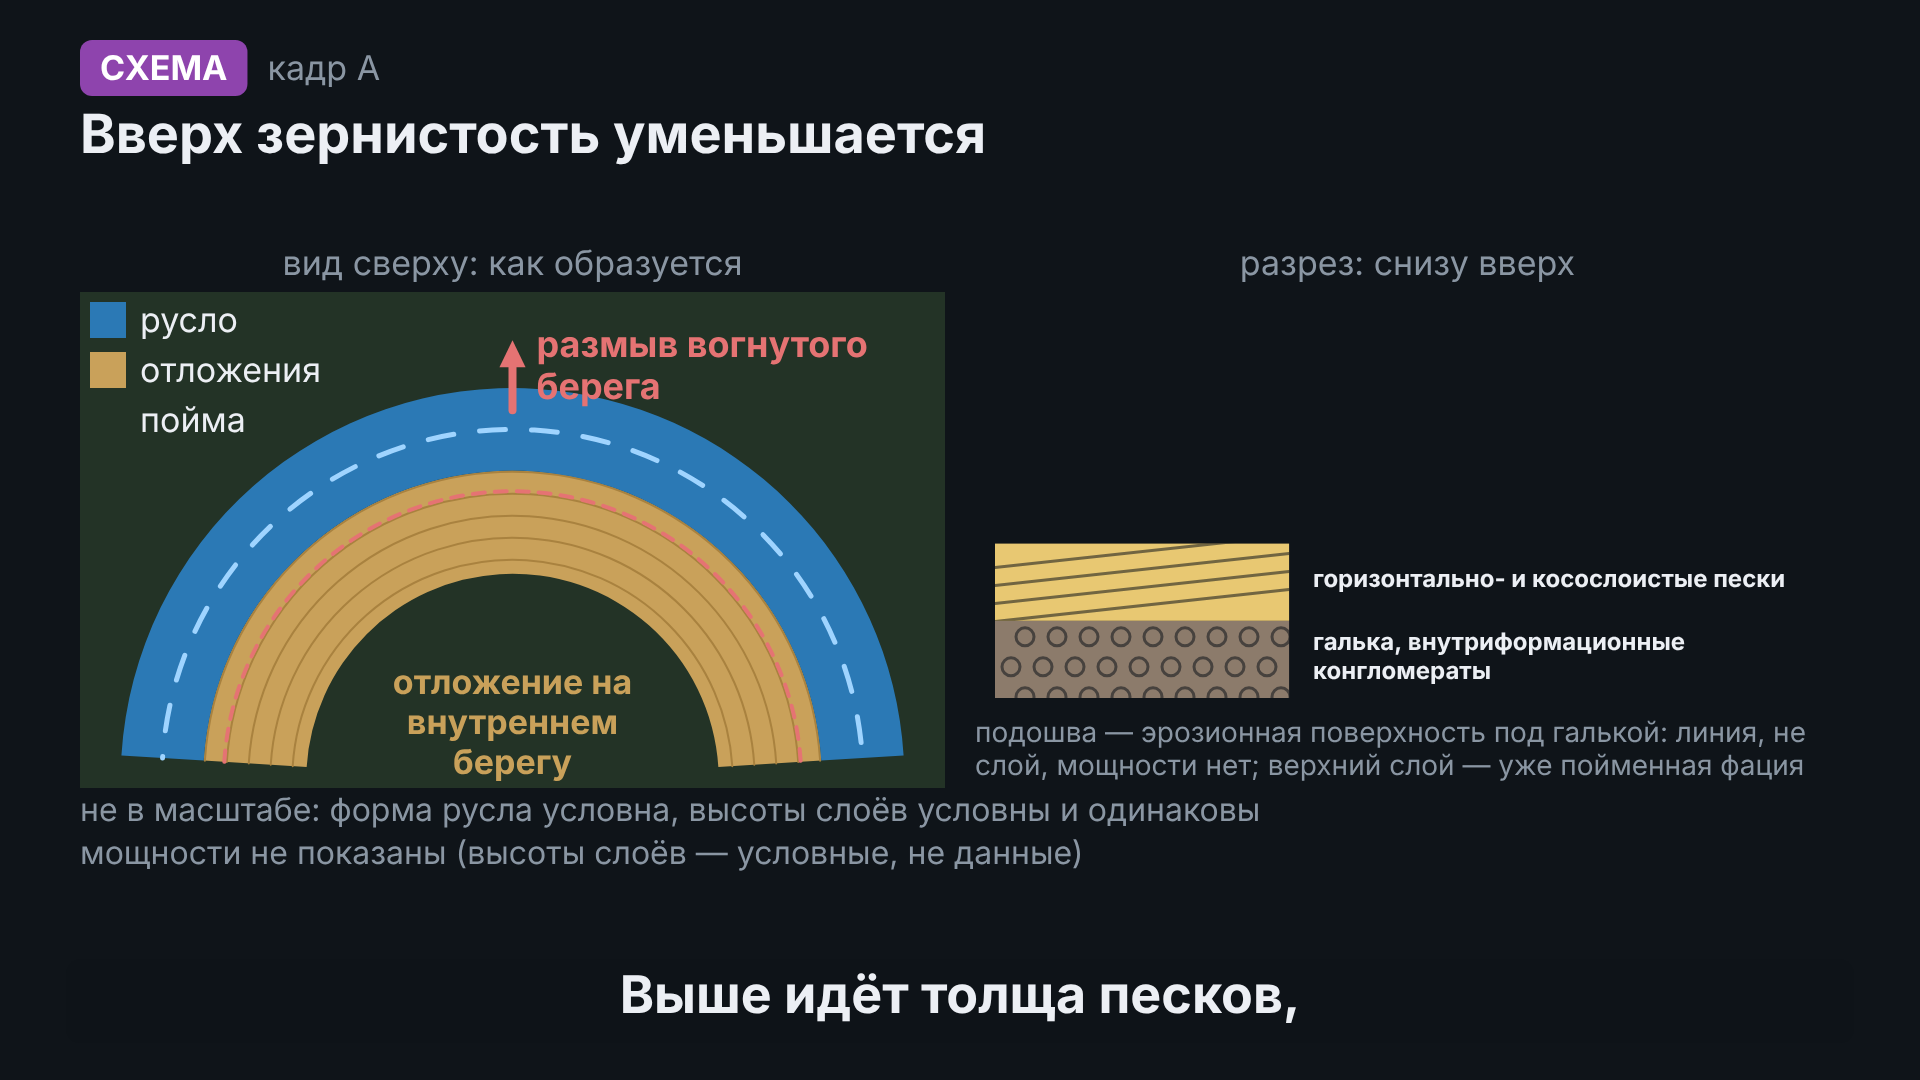 СХЕМА кадр А
Вверх зернистость уменьшается
вид сверху: как образуется
русло
отложения
пойма
размыв вогнутого
берега
отложение на
внутреннем
берегу
разрез: снизу вверх
горизонтально- и косослоистые пески
галька, внутриформационные
конгломераты
подошва — эрозионная поверхность под галькой: линия, не
слой, мощности нет; верхний слой — уже пойменная фация
не в масштабе: форма русла условна, высоты слоёв условны и одинаковы
мощности не показаны (высоты слоёв — условные, не данные)
Выше идёт толща песков,